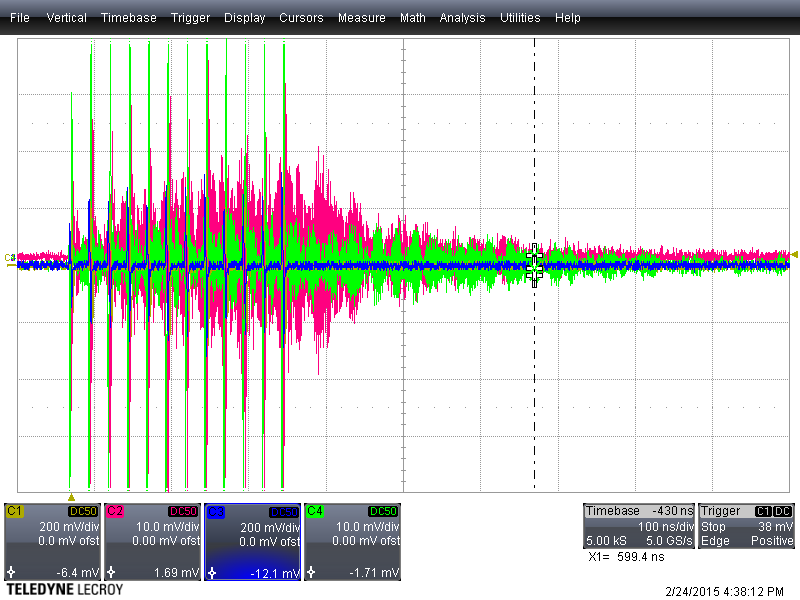 File Vertical Timebase Trigger Display Cursors Measure Math Analysis Utilities Help
C1 DC50 C2 DC50 C3 DC50 C4 DC50 Timebase -430 ns Trigger C1 DC
200 mV/div 10.0 mV/div 200 mV/div 10.0 mV/div 100 ns/div Stop 38 mV
0.0 mV ofst 0.00 mV ofst 0.0 mV ofst 0.00 mV ofst 5.00 kS 5.0 GS/s Edge Positive
X1= 599.4 ns
-6.4 mV 1.69 mV -12.1 mV -1.71 mV
TELEDYNE LECROY 2/24/2015 4:38:12 PM